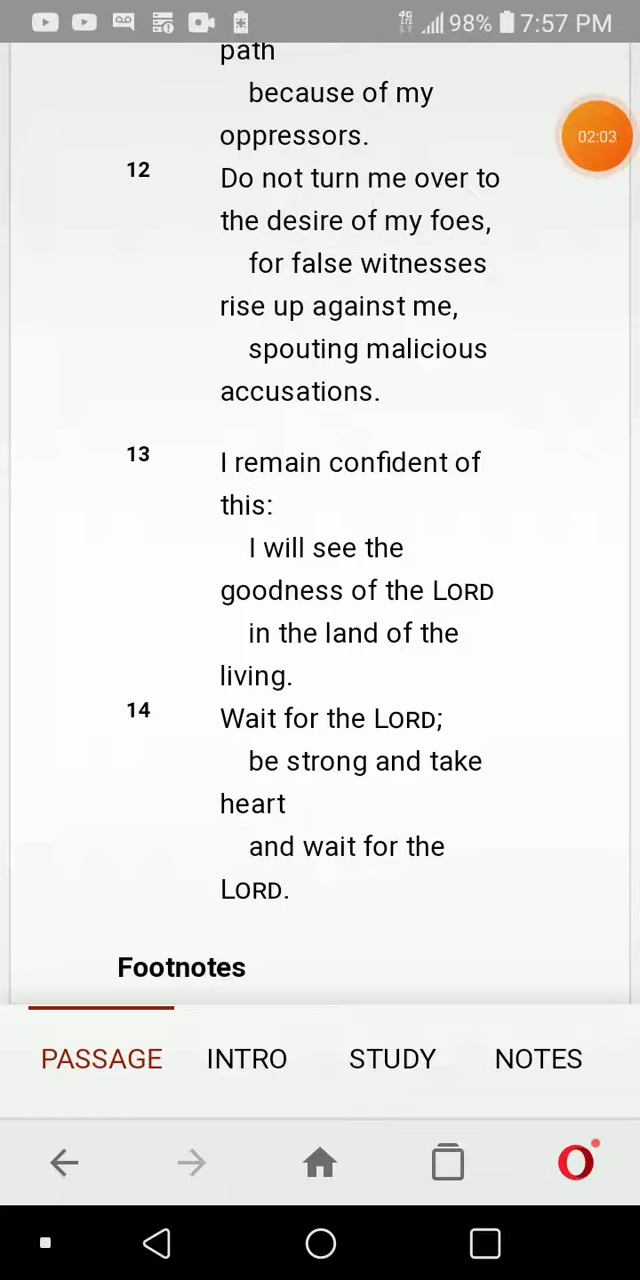 98% 7:57 PM
path
02:03
because of my
oppressors.
12 Do not turn me over to
the desire of my foes,
for false witnesses
rise up against me,
spouting malicious
accusations.
13 I remain confident of
this:
I will see the
goodness of the LORD
in the land of the
living.
14 Wait for the LORD;
be strong and take
heart
and wait for the
LORD.
Footnotes
PASSAGE INTRO STUDY NOTES